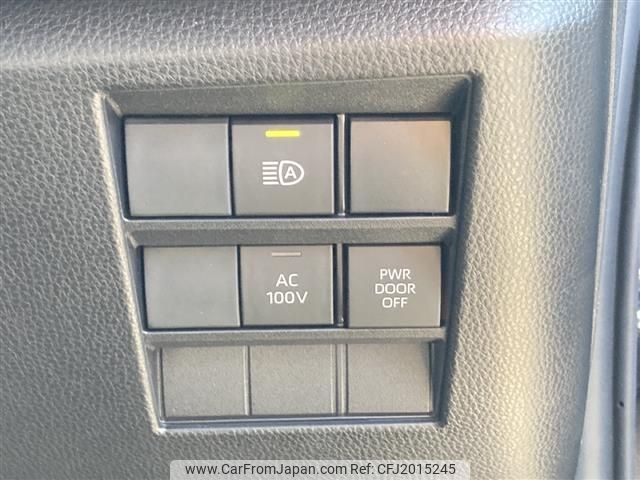 A
AC
100V
PWR
DOOR
OFF
www.CarFromJapan.com Ref:CFJ2015245